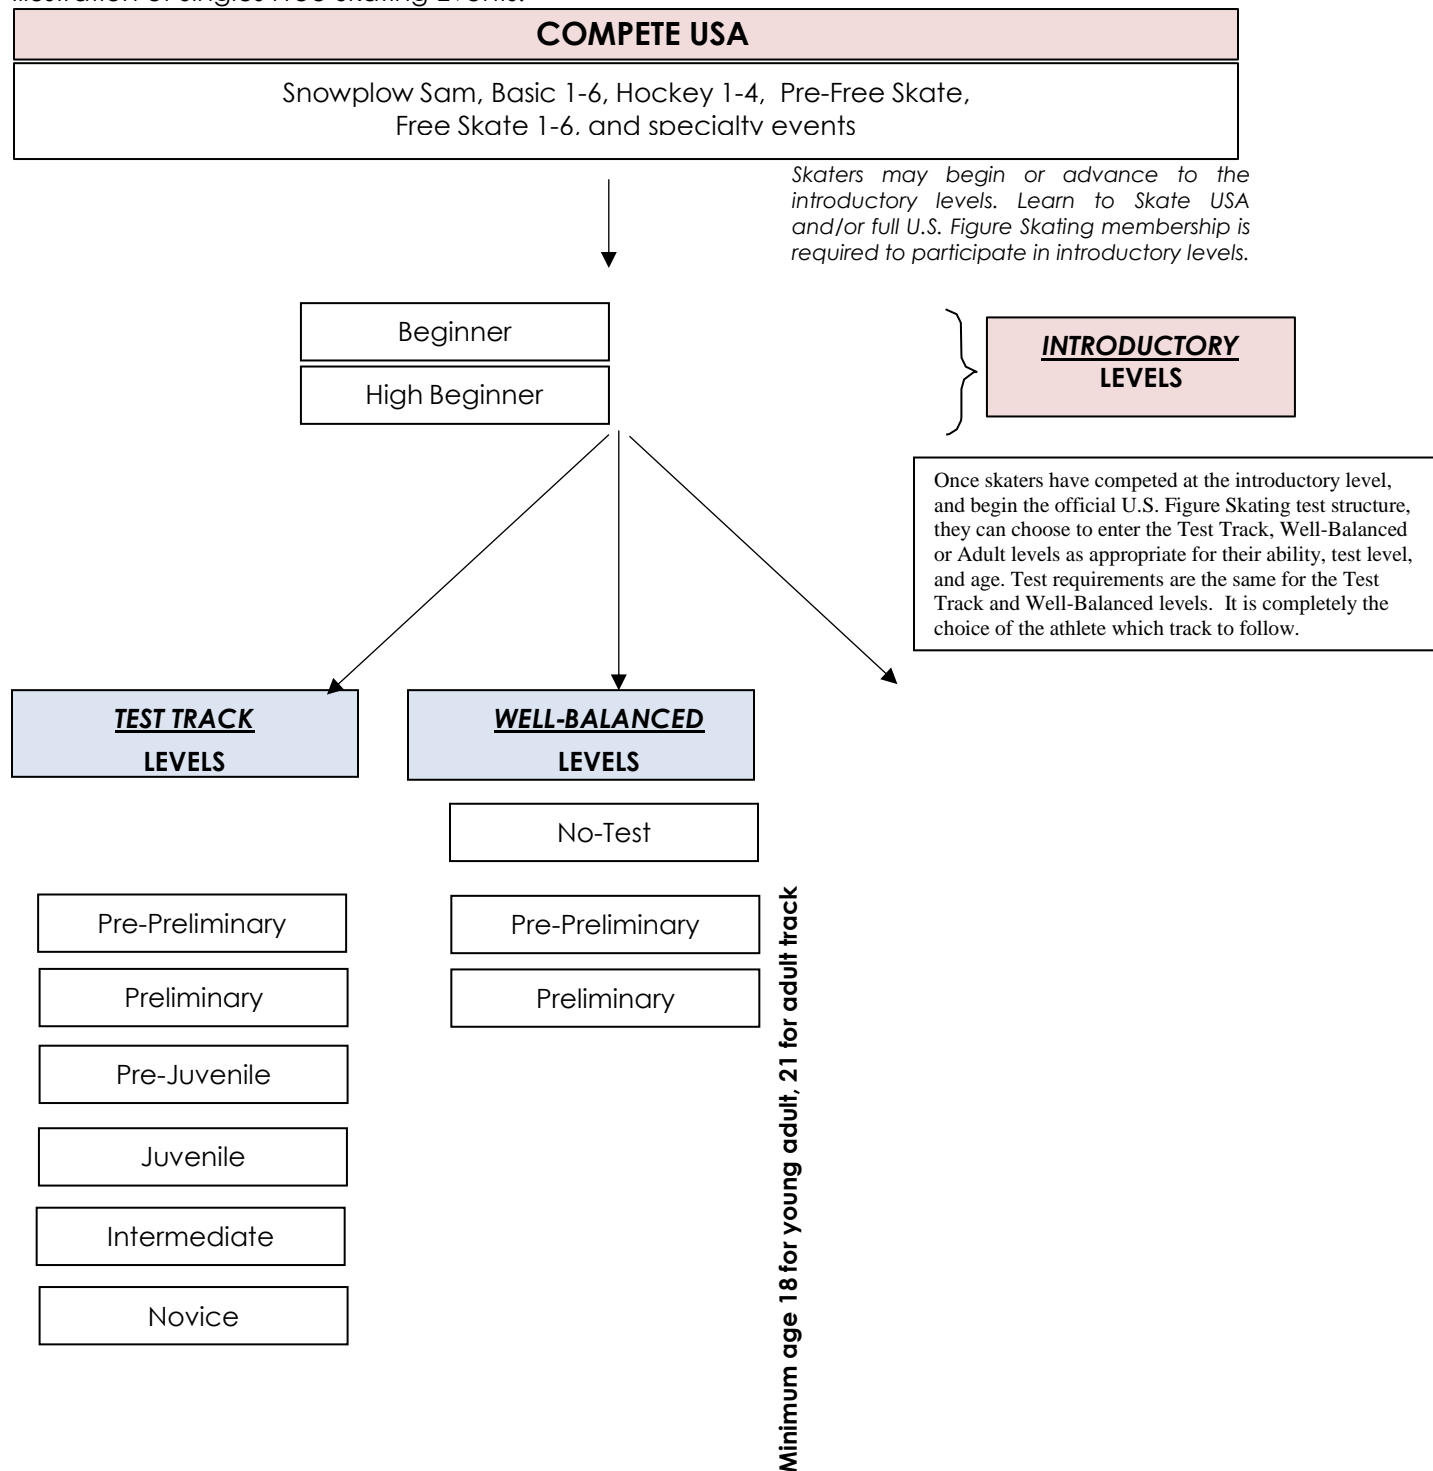 Illustration of Singles Free Skating Events:
COMPETE USA
Snowplow Sam, Basic 1-6, Hockey 1-4, Pre-Free Skate,
Free Skate 1-6, and specialty events
Skaters may begin or advance to the
introductory levels. Learn to Skate USA
and/or full U.S. Figure Skating membership is
required to participate in introductory levels.
Beginner
High Beginner
INTRODUCTORY
LEVELS
Once skaters have competed at the introductory level,
and begin the official U.S. Figure Skating test structure,
they can choose to enter the Test Track, Well-Balanced
or Adult levels as appropriate for their ability, test level,
and age. Test requirements are the same for the Test
Track and Well-Balanced levels. It is completely the
choice of the athlete which track to follow.
TEST TRACK
LEVELS
Pre-Preliminary
Preliminary
Pre-Juvenile
Juvenile
Intermediate
Novice
WELL-BALANCED
LEVELS
No-Test
Pre-Preliminary
Preliminary
Minimum age 18 for young adult, 21 for adult track